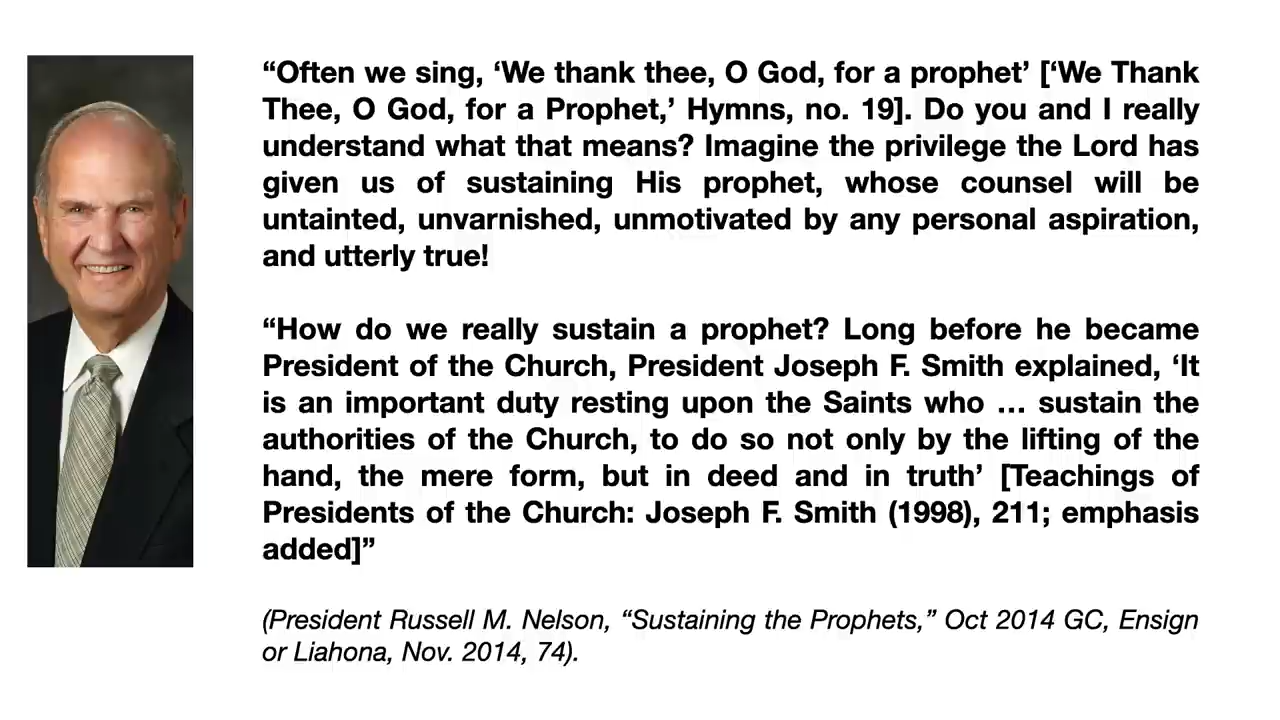 “Often we sing, ‘We thank thee, O God, for a prophet’ [‘We Thank
Thee, O God, for a Prophet,’ Hymns, no. 19]. Do you and I really
understand what that means? Imagine the privilege the Lord has
given us of sustaining His prophet, whose counsel will be
untainted, unvarnished, unmotivated by any personal aspiration,
and utterly true!
“How do we really sustain a prophet? Long before he became
President of the Church, President Joseph F. Smith explained, ‘It
is an important duty resting upon the Saints who … sustain the
authorities of the Church, to do so not only by the lifting of the
hand, the mere form, but in deed and in truth’ [Teachings of
Presidents of the Church: Joseph F. Smith (1998), 211; emphasis
added]”
(President Russell M. Nelson, “Sustaining the Prophets,” Oct 2014 GC, Ensign
or Liahona, Nov. 2014, 74).